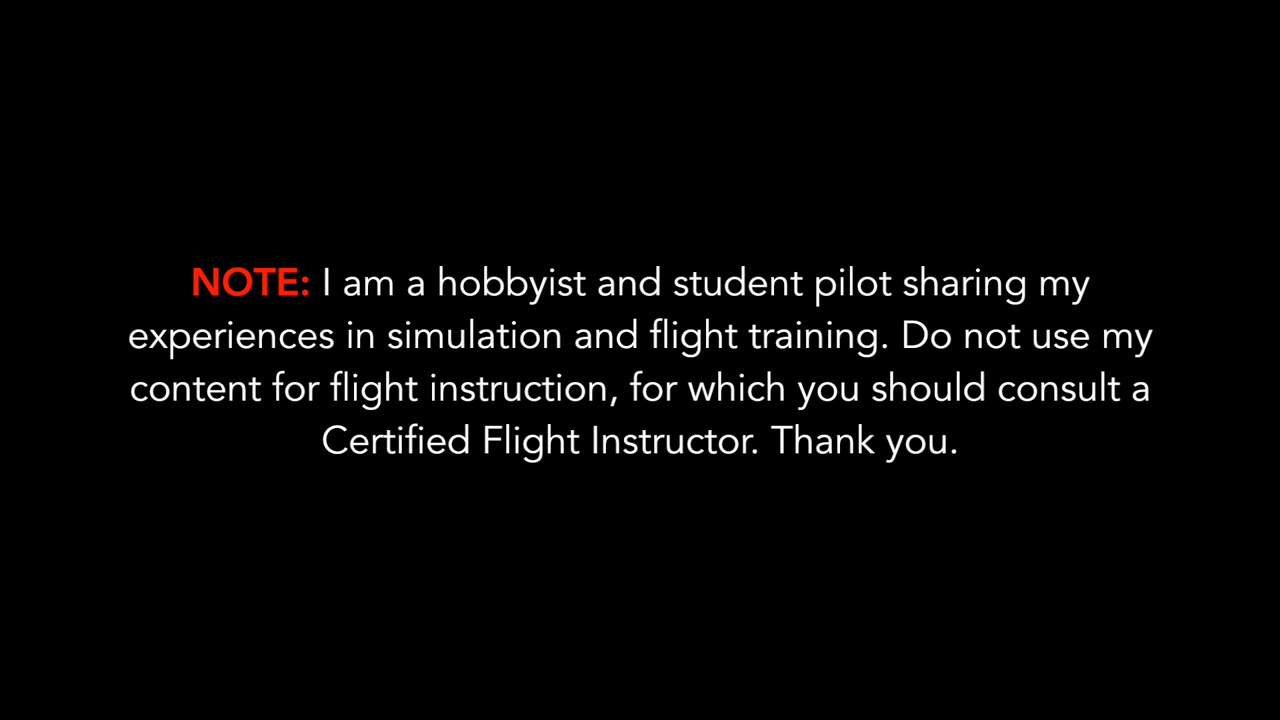 NOTE: I am a hobbyist and student pilot sharing my
experiences in simulation and flight training. Do not use my
content for flight instruction, for which you should consult a
Certified Flight Instructor. Thank you.